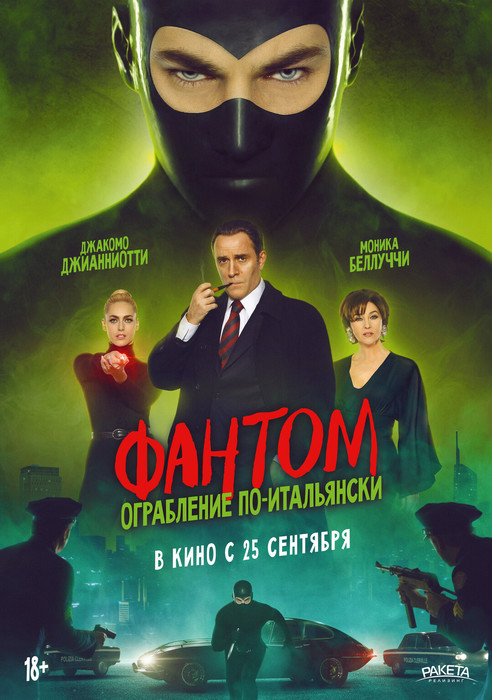 ДЖАКОМО
ДЖИАННИОТТИ
МОНИКА
БЕЛЛУЧЧИ
ФАНТОМ
ОГРАБЛЕНИЕ ПО-ИТАЛЬЯНСКИ
В КИНО С 25 СЕНТЯБРЯ
18+
РАКЕТА
РЕЛИЗИНГ